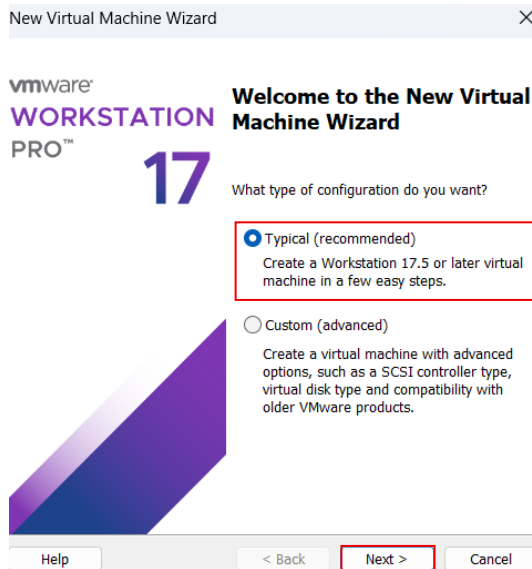 New Virtual Machine Wizard
vmware®
WORKSTATION
PRO™
17
Welcome to the New Virtual
Machine Wizard
What type of configuration do you want?
Typical (recommended)
Create a Workstation 17.5 or later virtual
machine in a few easy steps.
Custom (advanced)
Create a virtual machine with advanced
options, such as a SCSI controller type,
virtual disk type and compatibility with
older VMware products.
Help
< Back
Next >
Cancel